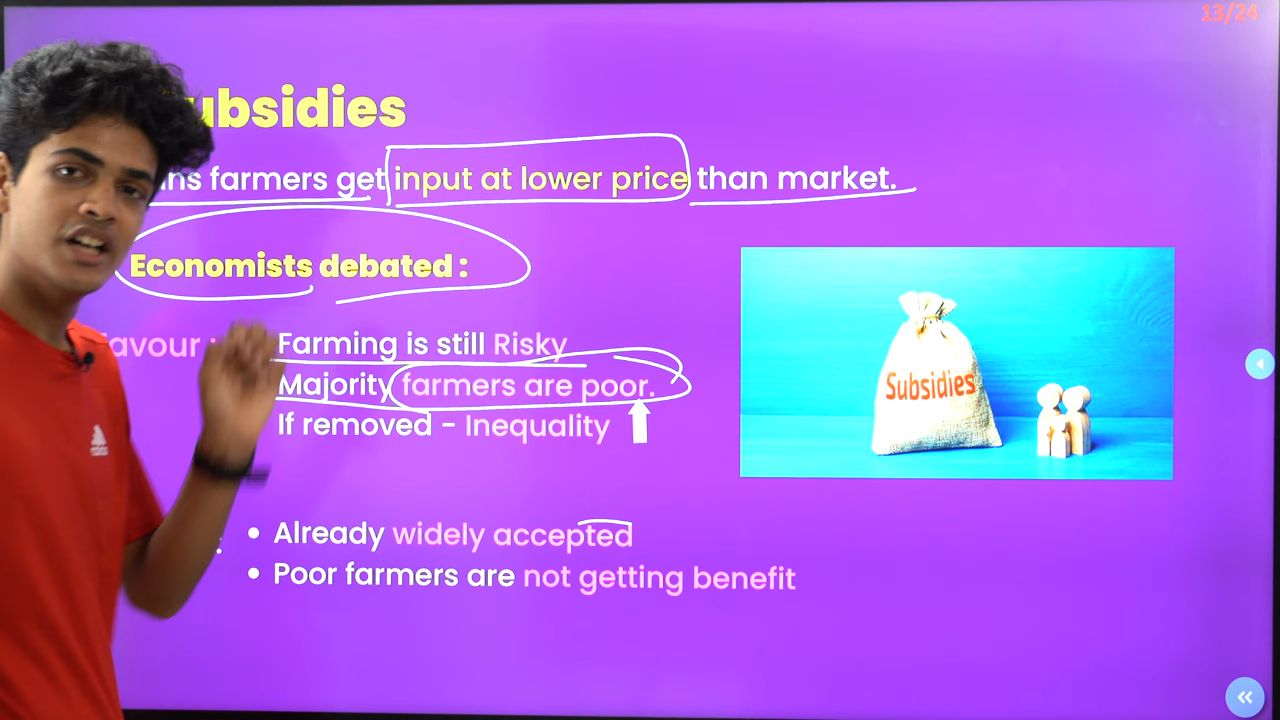 13/24
ubsidies
ns farmers get input at lower price than market.
Economists debated :
avour : Farming is still Risky
Majority farmers are poor.
If removed - Inequality
Subsidies
: • Already widely accepted
• Poor farmers are not getting benefit
adidas